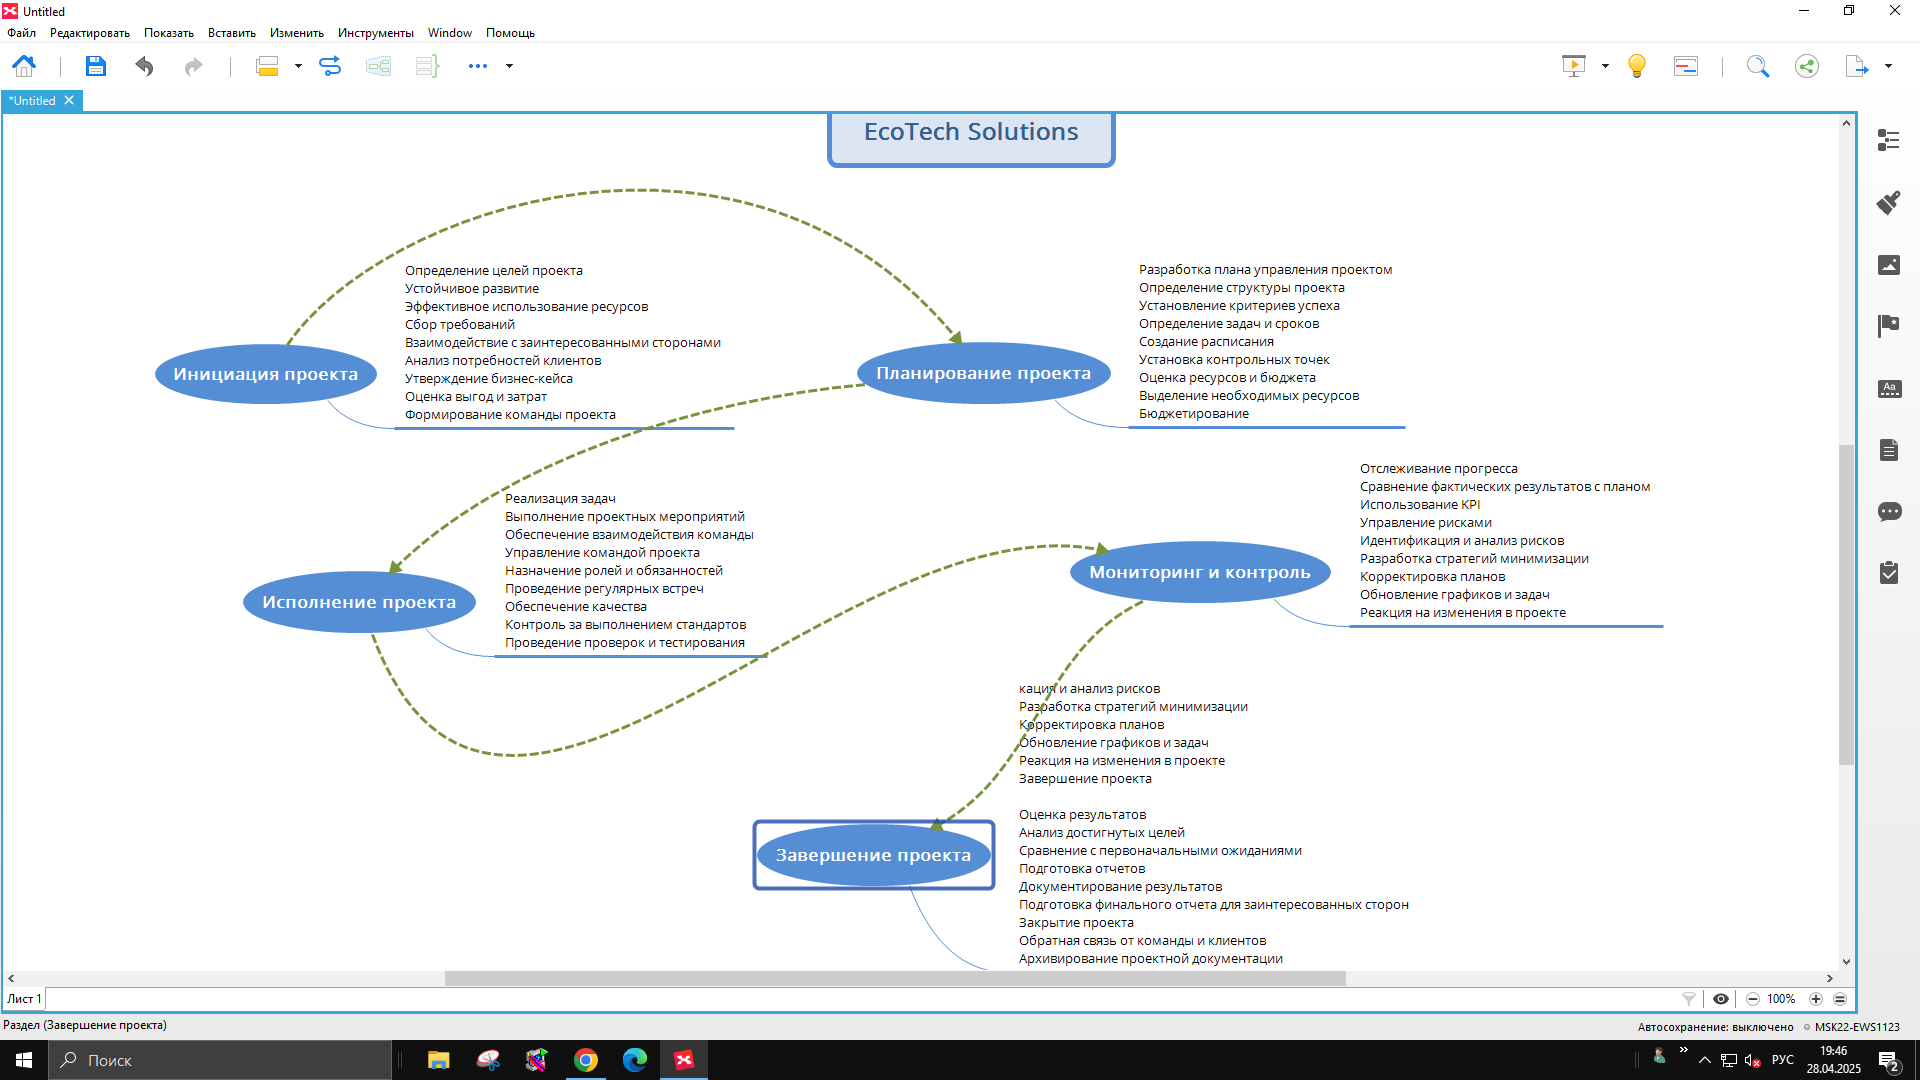 Untitled
Файл Редактировать Показать Вставить Изменить Инструменты Window Помощь
*Untitled
EcoTech Solutions
Инициация проекта
Определение целей проекта
Устойчивое развитие
Эффективное использование ресурсов
Сбор требований
Взаимодействие с заинтересованными сторонами
Анализ потребностей клиентов
Утверждение бизнес-кейса
Оценка выгод и затрат
Формирование команды проекта
Планирование проекта
Разработка плана управления проектом
Определение структуры проекта
Установление критериев успеха
Определение задач и сроков
Создание расписания
Установка контрольных точек
Оценка ресурсов и бюджета
Выделение необходимых ресурсов
Бюджетирование
Исполнение проекта
Реализация задач
Выполнение проектных мероприятий
Обеспечение взаимодействия команды
Управление командой проекта
Назначение ролей и обязанностей
Проведение регулярных встреч
Обеспечение качества
Контроль за выполнением стандартов
Проведение проверок и тестирования
Мониторинг и контроль
Отслеживание прогресса
Сравнение фактических результатов с планом
Использование KPI
Управление рисками
Идентификация и анализ рисков
Разработка стратегий минимизации
Корректировка планов
Обновление графиков и задач
Реакция на изменения в проекте
Завершение проекта
кация и анализ рисков
Разработка стратегий минимизации
Корректировка планов
Обновление графиков и задач
Реакция на изменения в проекте
Завершение проекта
Оценка результатов
Анализ достигнутых целей
Сравнение с первоначальными ожиданиями
Подготовка отчетов
Документирование результатов
Подготовка финального отчета для заинтересованных сторон
Закрытие проекта
Обратная связь от команды и клиентов
Архивирование проектной документации
Aa
Лист 1
100%
Раздел (Завершение проекта)
Автосохранение: выключено
MSK22-EWS1123
Поиск
РУС
19:46
28.04.2025
2